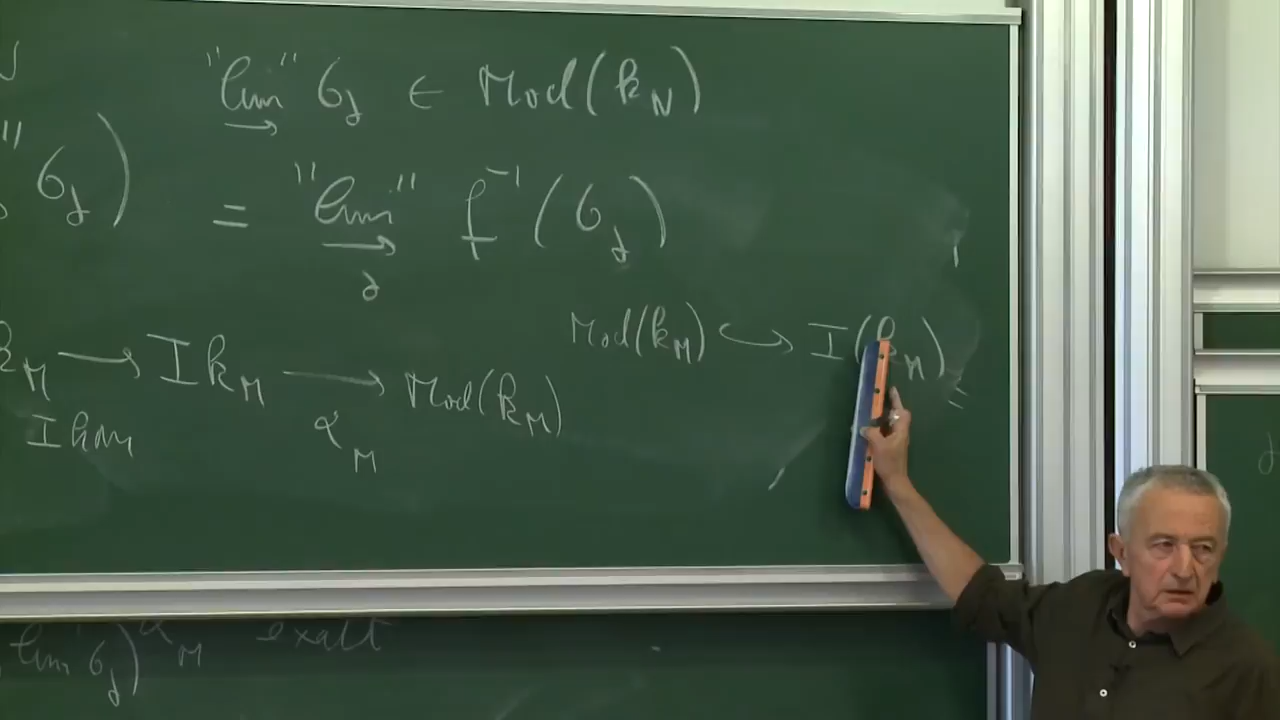 "lim" G_j ∈ Mod(k_N)
→
" G_j) = "lim" f^{-1}(G_j)
→
j
Mod(k_M) ↪ I(k_M) =
k_M → I k_M → Mod(k_M)
α_M
I hom
lim G_j) α_M exact